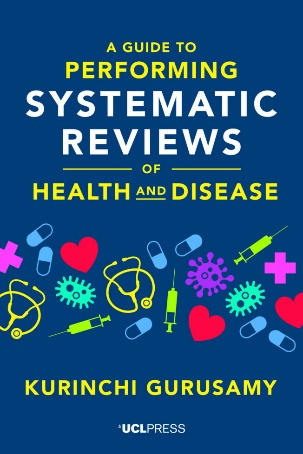 A GUIDE TO
PERFORMING
SYSTEMATIC
REVIEWS
OF
HEALTH AND DISEASE
KURINCHI GURUSAMY
UCLPRESS